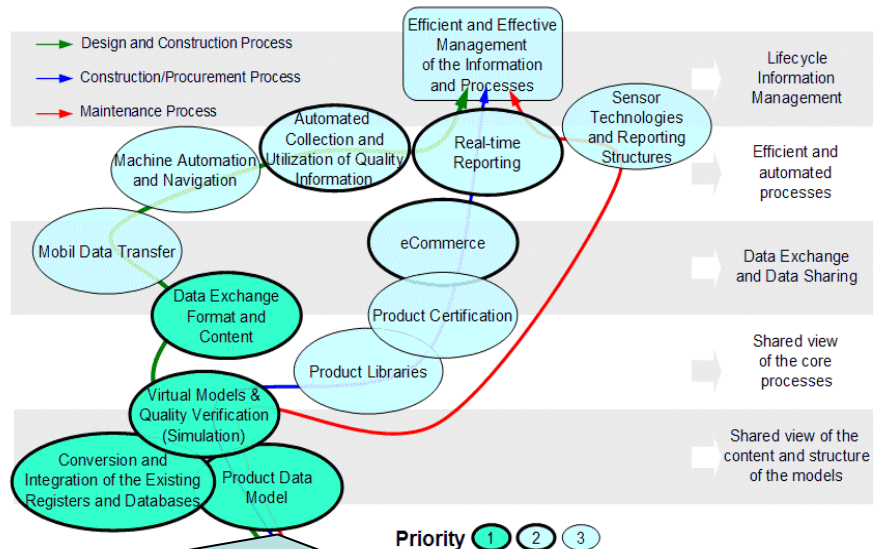 Design and Construction Process
Construction/Procurement Process
Maintenance Process
Efficient and Effective
Management
of the Information
and Processes
Lifecycle
Information
Management
Sensor
Technologies
and Reporting
Structures
Automated
Collection and
Utilization of Quality
Information
Real-time
Reporting
Machine Automation
and Navigation
Efficient and
automated
processes
Mobil Data Transfer
eCommerce
Data Exchange
and Data Sharing
Data Exchange
Format and
Content
Product Certification
Product Libraries
Shared view
of the core
processes
Virtual Models &
Quality Verification
(Simulation)
Conversion and
Integration of the Existing
Registers and Databases
Product Data
Model
Shared view of the
content and structure
of the models
Priority 1 2 3